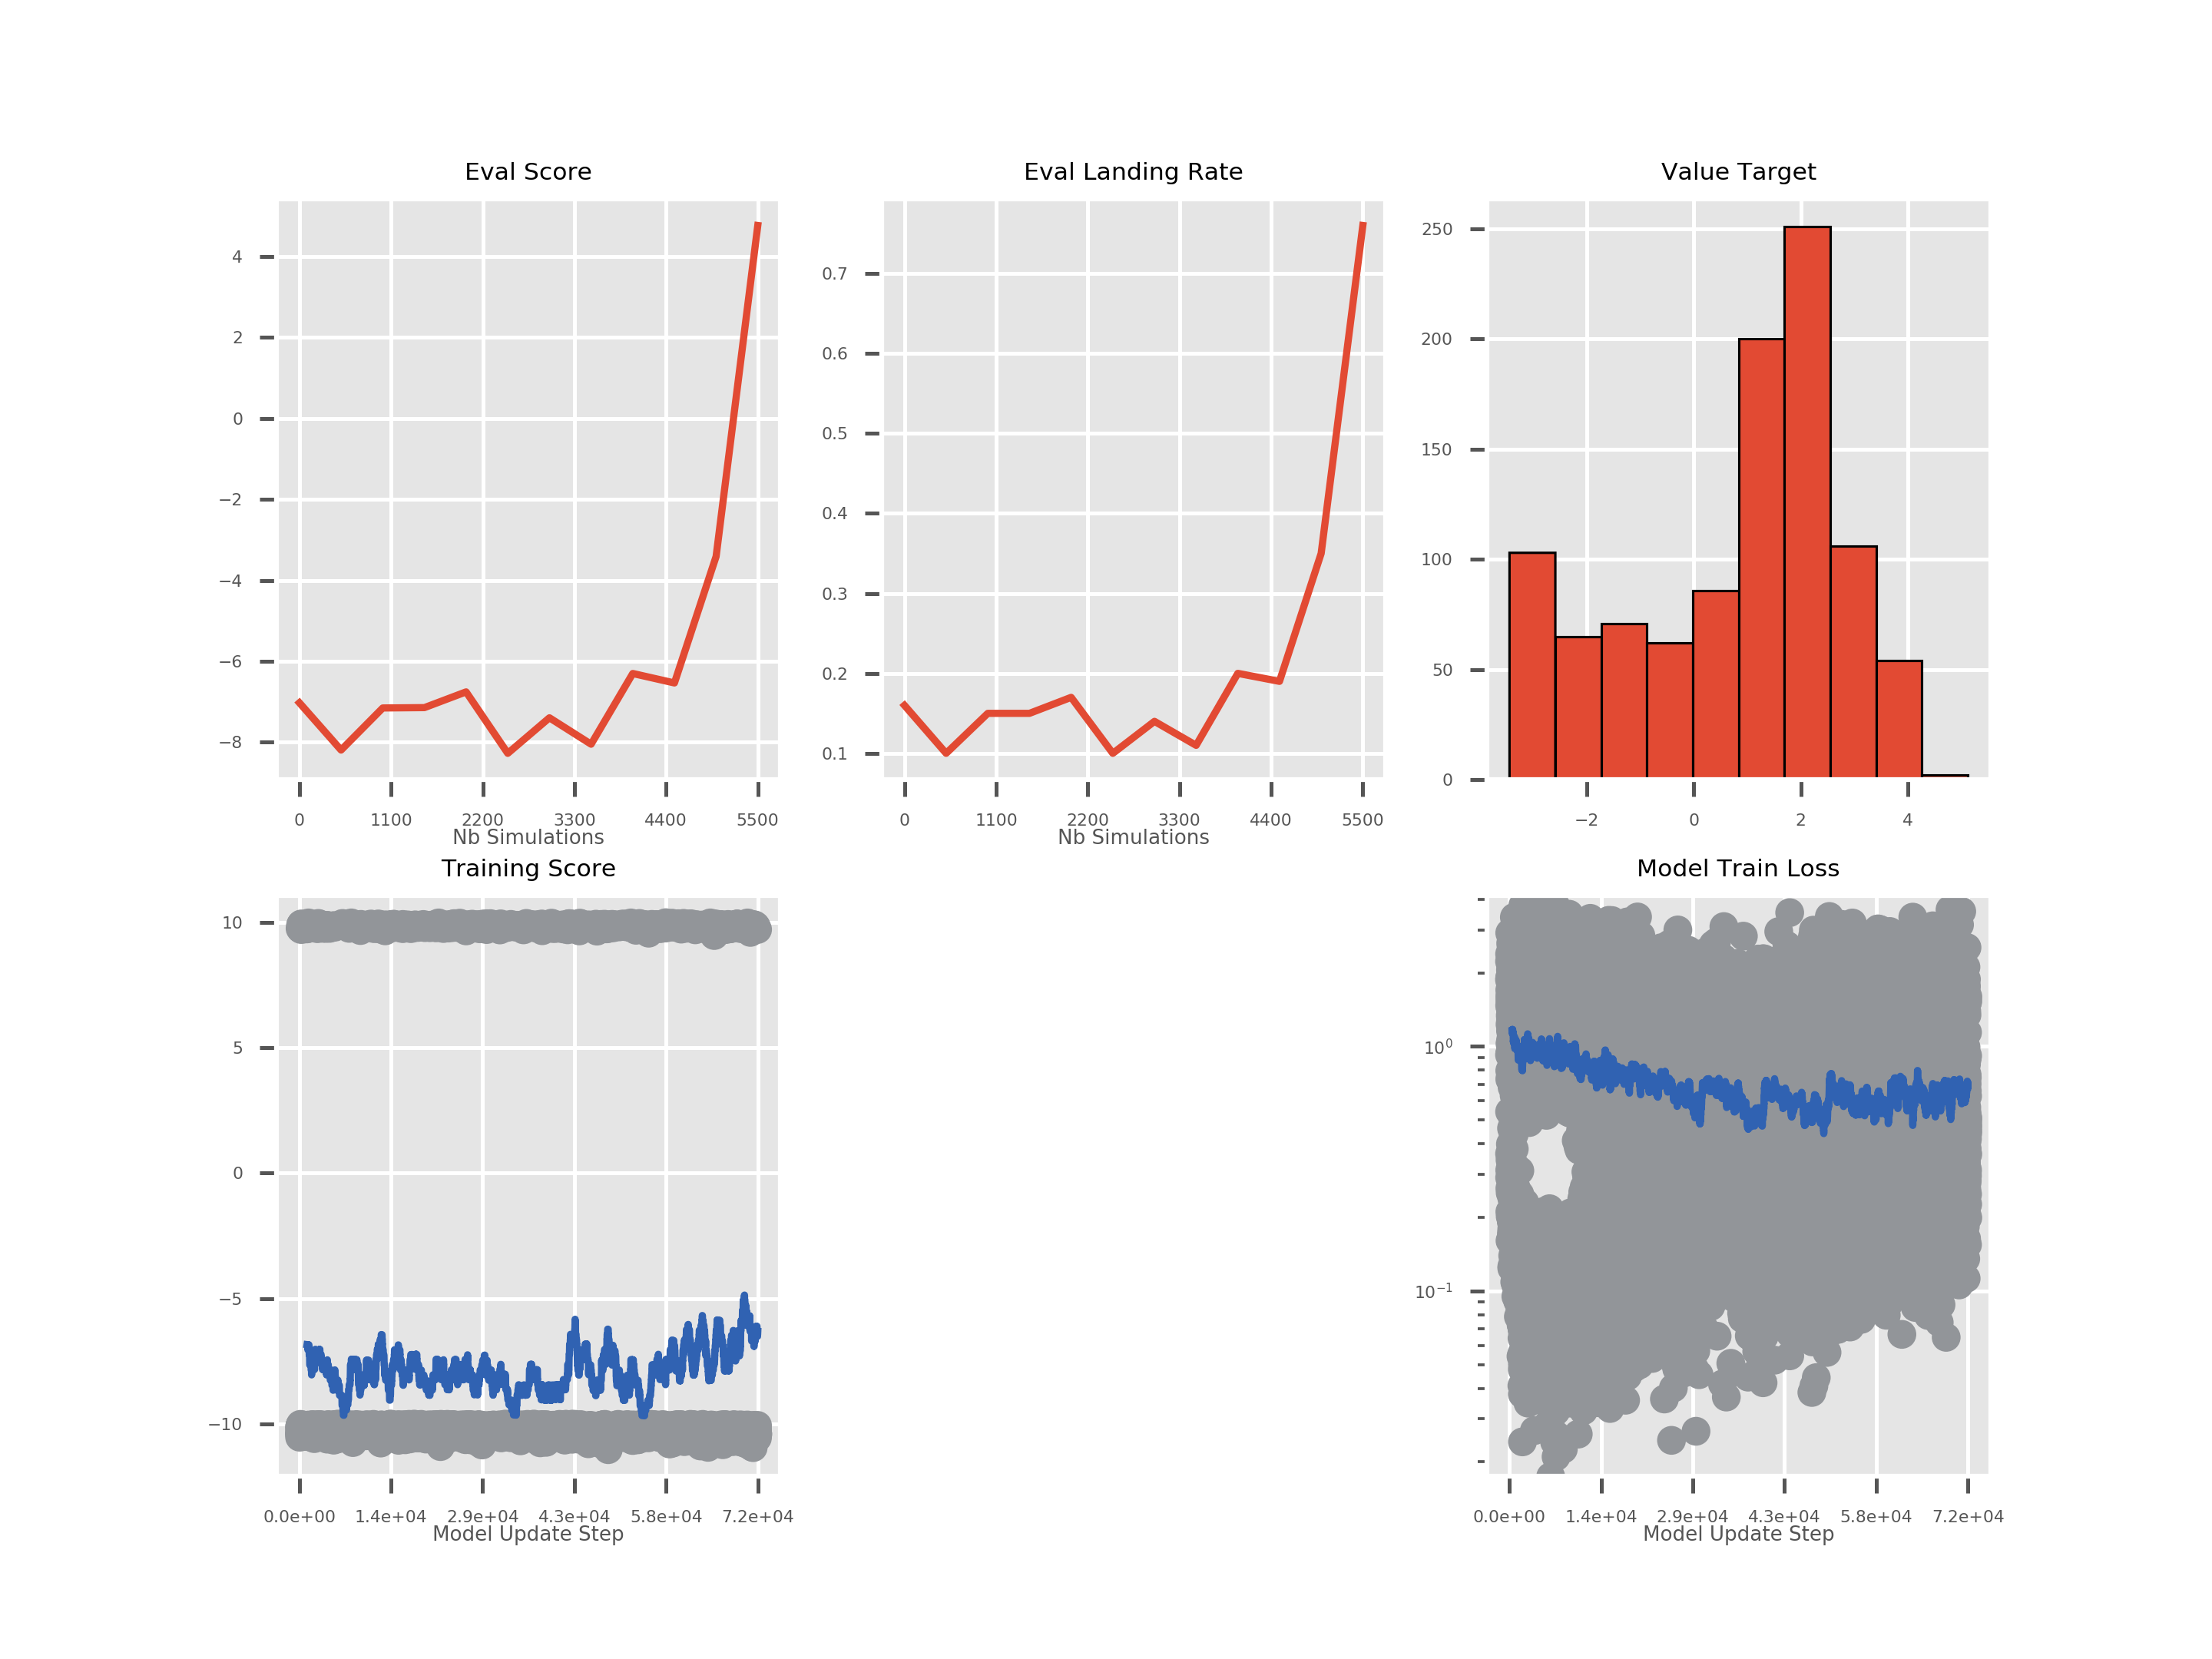 Eval Score
4
2
0
−2
−4
−6
−8
0 1100 2200 3300 4400 5500
Nb Simulations
Eval Landing Rate
0.7
0.6
0.5
0.4
0.3
0.2
0.1
0 1100 2200 3300 4400 5500
Nb Simulations
Value Target
250
200
150
100
50
0
−2 0 2 4
Training Score
10
5
0
−5
−10
0.0e+00 1.4e+04 2.9e+04 4.3e+04 5.8e+04 7.2e+04
Model Update Step
Model Train Loss
10⁰
10⁻¹
0.0e+00 1.4e+04 2.9e+04 4.3e+04 5.8e+04 7.2e+04
Model Update Step